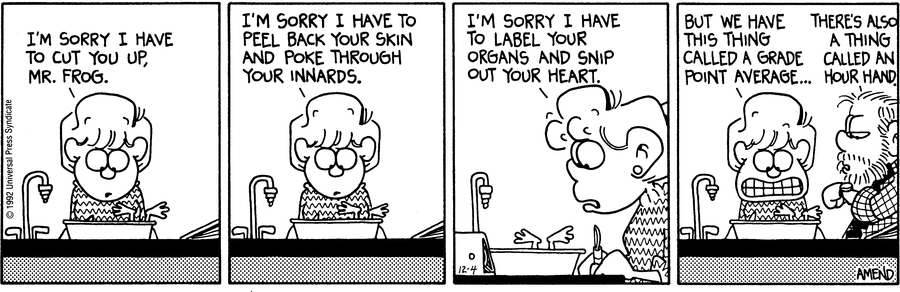 I'M SORRY I HAVE
TO CUT YOU UP,
MR. FROG.
© 1992 Universal Press Syndicate
I'M SORRY I HAVE TO
PEEL BACK YOUR SKIN
AND POKE THROUGH
YOUR INNARDS.
I'M SORRY I HAVE
TO LABEL YOUR
ORGANS AND SNIP
OUT YOUR HEART.
12-4
BUT WE HAVE
THIS THING
CALLED A GRADE
POINT AVERAGE...
THERE'S ALSO
A THING
CALLED AN
HOUR HAND.
AMEND